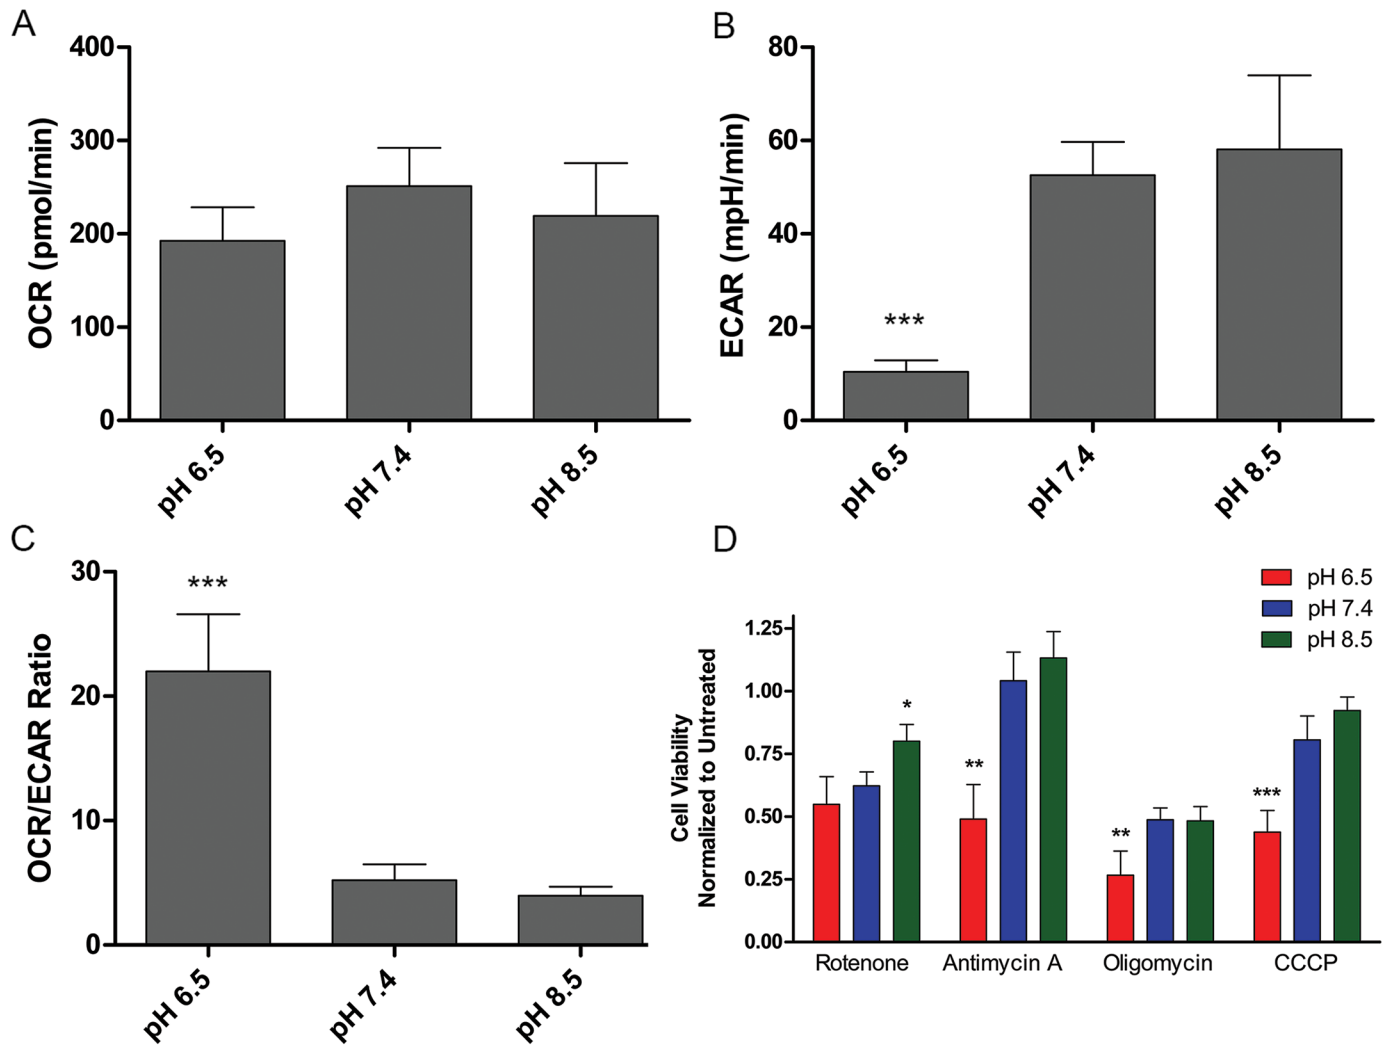 A
400
300
200
100
0
OCR (pmol/min)
pH 6.5
pH 7.4
pH 8.5
B
80
60
40
20
0
ECAR (mpH/min)
***
pH 6.5
pH 7.4
pH 8.5
C
30
20
10
0
OCR/ECAR Ratio
***
pH 6.5
pH 7.4
pH 8.5
D
pH 6.5
pH 7.4
pH 8.5
1.25
1.00
0.75
0.50
0.25
0.00
Cell Viability
Normalized to Untreated
*
**
**
***
Rotenone
Antimycin A
Oligomycin
CCCP